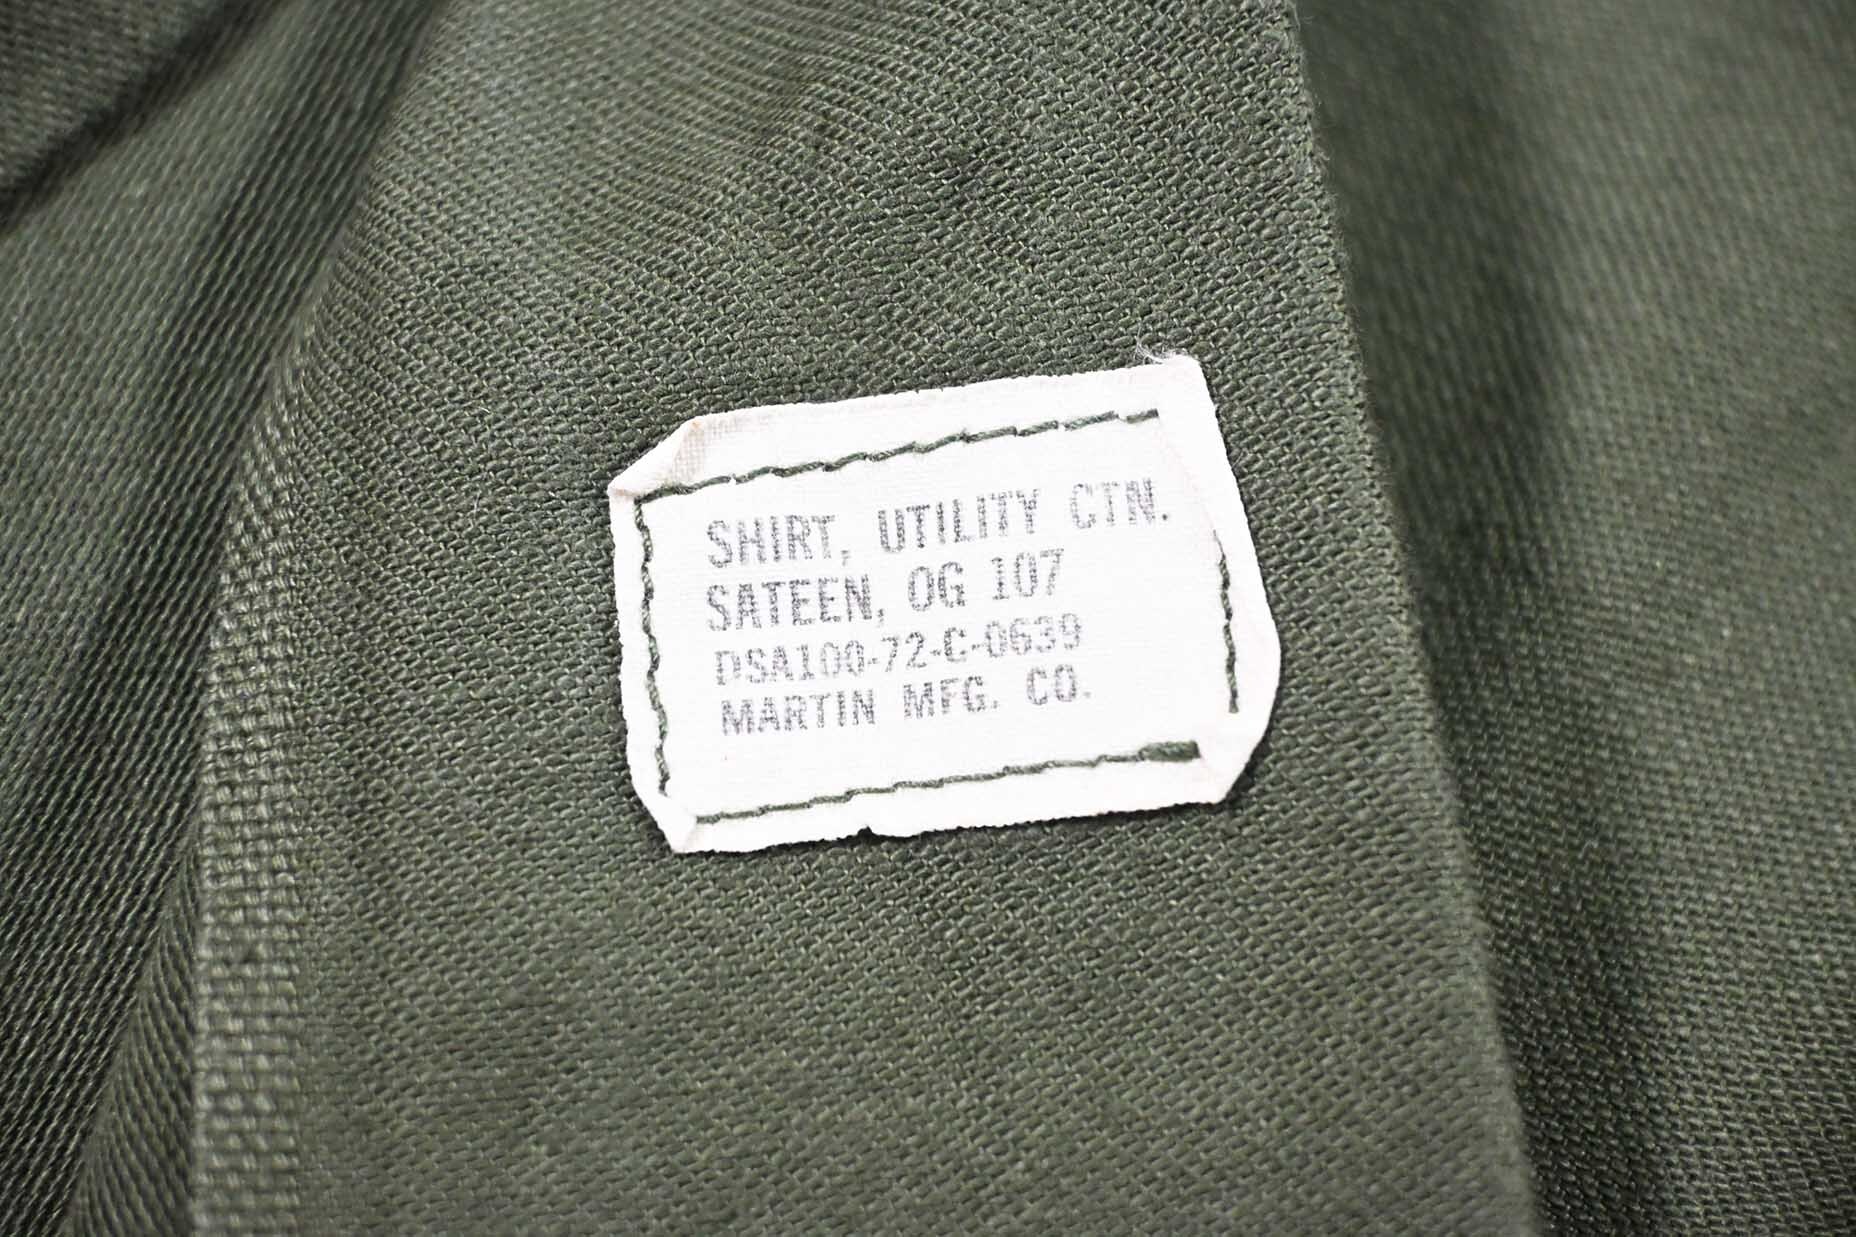 SHIRT, UTILITY CTN.
SATEEN, OG 107
DSA100-72-C-0639
MARTIN MFG. CO.